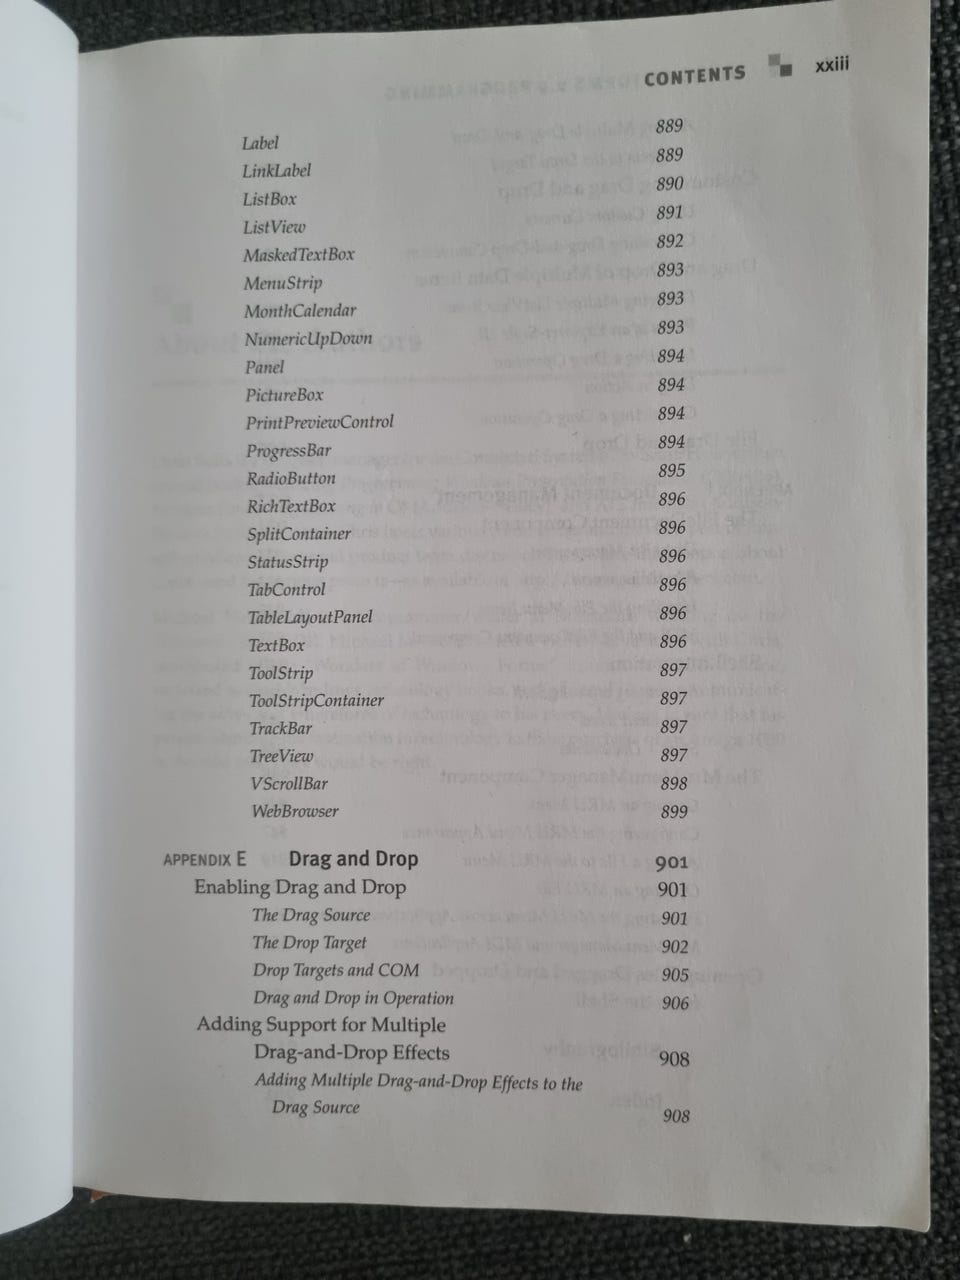 CONTENTS xxiii
Label 889
LinkLabel 889
ListBox 890
ListView 891
MaskedTextBox 892
MenuStrip 893
MonthCalendar 893
NumericUpDown 893
Panel 894
PictureBox 894
PrintPreviewControl 894
ProgressBar 894
RadioButton 895
RichTextBox 896
SplitContainer 896
StatusStrip 896
TabControl 896
TableLayoutPanel 896
TextBox 896
ToolStrip 897
ToolStripContainer 897
TrackBar 897
TreeView 897
VScrollBar 898
WebBrowser 899
APPENDIX E Drag and Drop 901
Enabling Drag and Drop 901
The Drag Source 901
The Drop Target 902
Drop Targets and COM 905
Drag and Drop in Operation 906
Adding Support for Multiple
Drag-and-Drop Effects 908
Adding Multiple Drag-and-Drop Effects to the
Drag Source 908